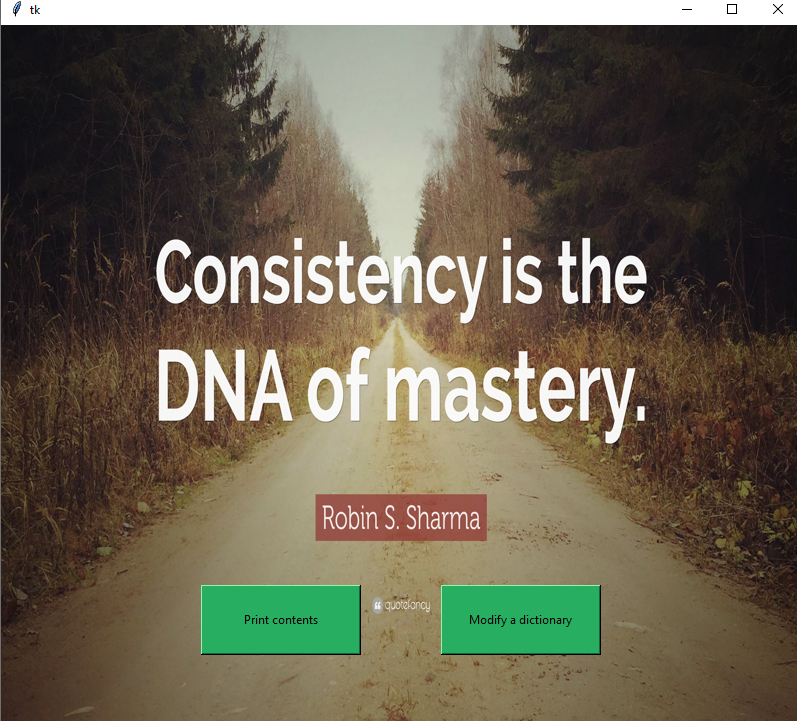 tk
Consistency is the
DNA of mastery.
Robin S. Sharma
Print contents
quotefancy
Modify a dictionary